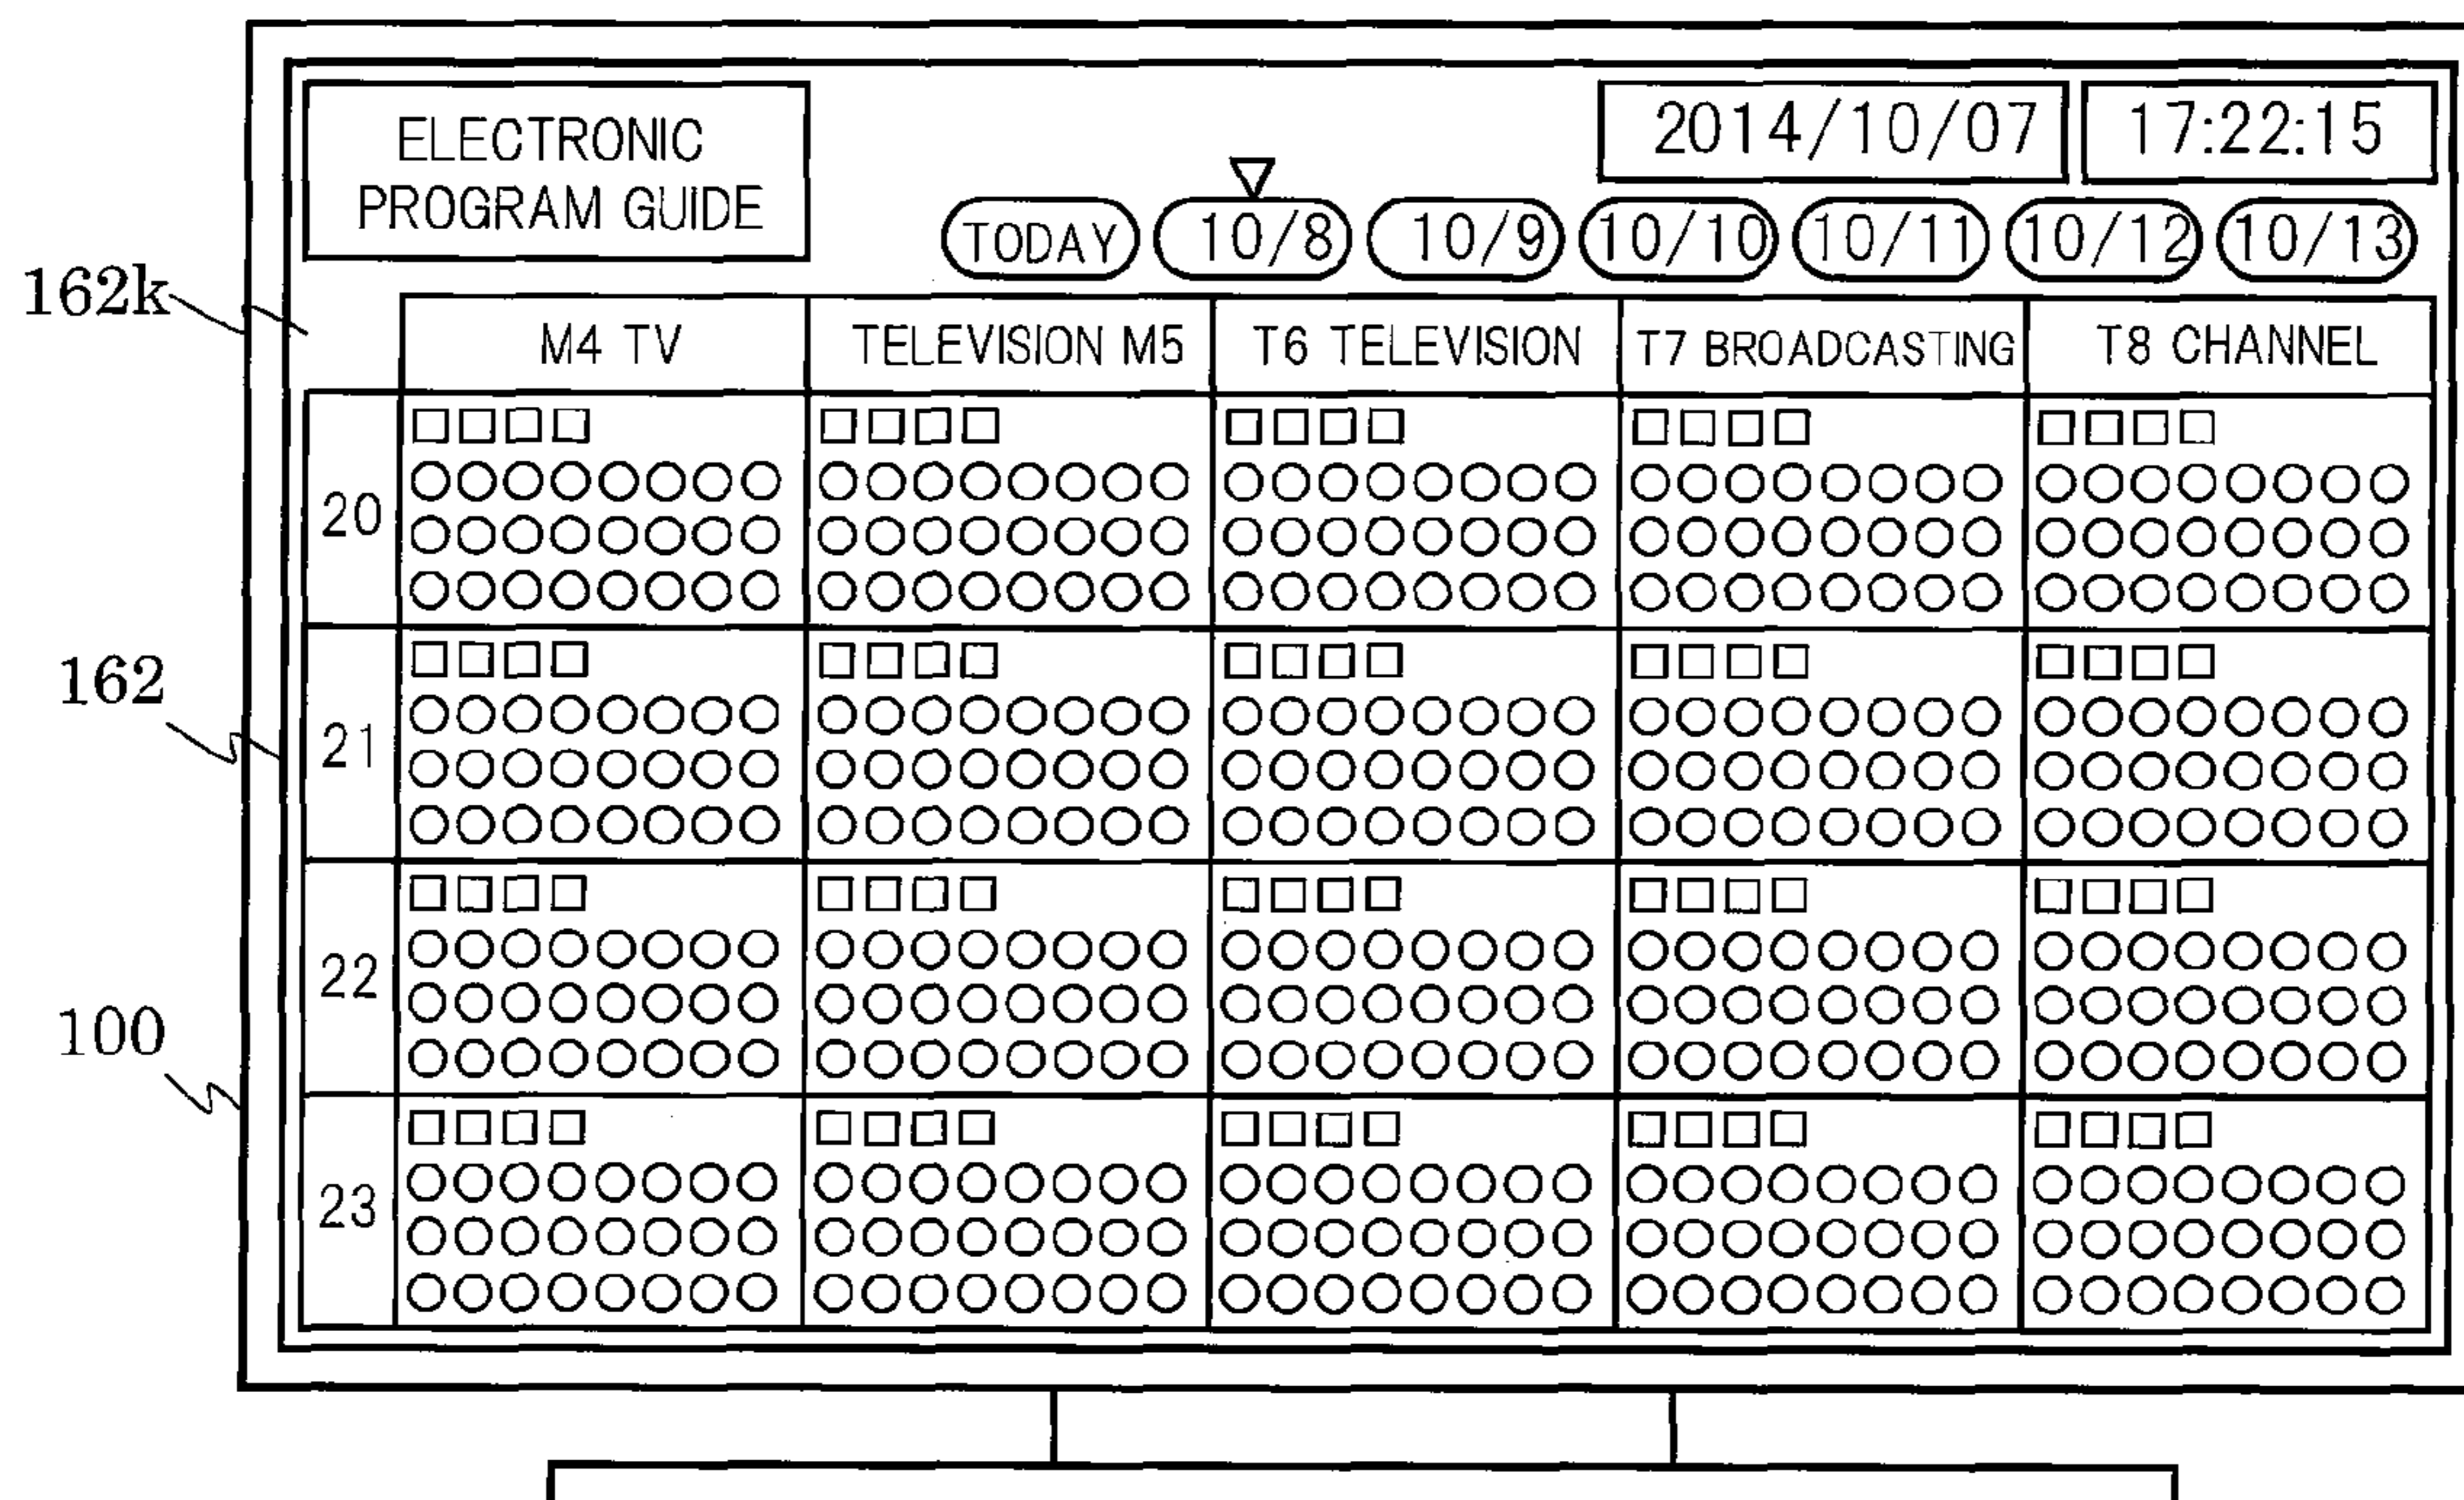 ELECTRONIC
PROGRAM GUIDE
2014/10/07 17:22:15
TODAY 10/8 10/9 10/10 10/11 10/12 10/13
162k
M4 TV TELEVISION M5 T6 TELEVISION T7 BROADCASTING T8 CHANNEL
□□□□ □□□□ □□□□ □□□□ □□□□
○○○○○○○○ ○○○○○○○○ ○○○○○○○○ ○○○○○○○○ ○○○○○○○○
20 ○○○○○○○○ ○○○○○○○○ ○○○○○○○○ ○○○○○○○○ ○○○○○○○○
○○○○○○○○ ○○○○○○○○ ○○○○○○○○ ○○○○○○○○ ○○○○○○○○
162
□□□□ □□□□ □□□□ □□□□ □□□□
○○○○○○○○ ○○○○○○○○ ○○○○○○○○ ○○○○○○○○ ○○○○○○○○
21 ○○○○○○○○ ○○○○○○○○ ○○○○○○○○ ○○○○○○○○ ○○○○○○○○
○○○○○○○○ ○○○○○○○○ ○○○○○○○○ ○○○○○○○○ ○○○○○○○○
□□□□ □□□□ □□□□ □□□□ □□□□
○○○○○○○○ ○○○○○○○○ ○○○○○○○○ ○○○○○○○○ ○○○○○○○○
22 ○○○○○○○○ ○○○○○○○○ ○○○○○○○○ ○○○○○○○○ ○○○○○○○○
○○○○○○○○ ○○○○○○○○ ○○○○○○○○ ○○○○○○○○ ○○○○○○○○
100
□□□□ □□□□ □□□□ □□□□ □□□□
○○○○○○○○ ○○○○○○○○ ○○○○○○○○ ○○○○○○○○ ○○○○○○○○
23 ○○○○○○○○ ○○○○○○○○ ○○○○○○○○ ○○○○○○○○ ○○○○○○○○
○○○○○○○○ ○○○○○○○○ ○○○○○○○○ ○○○○○○○○ ○○○○○○○○